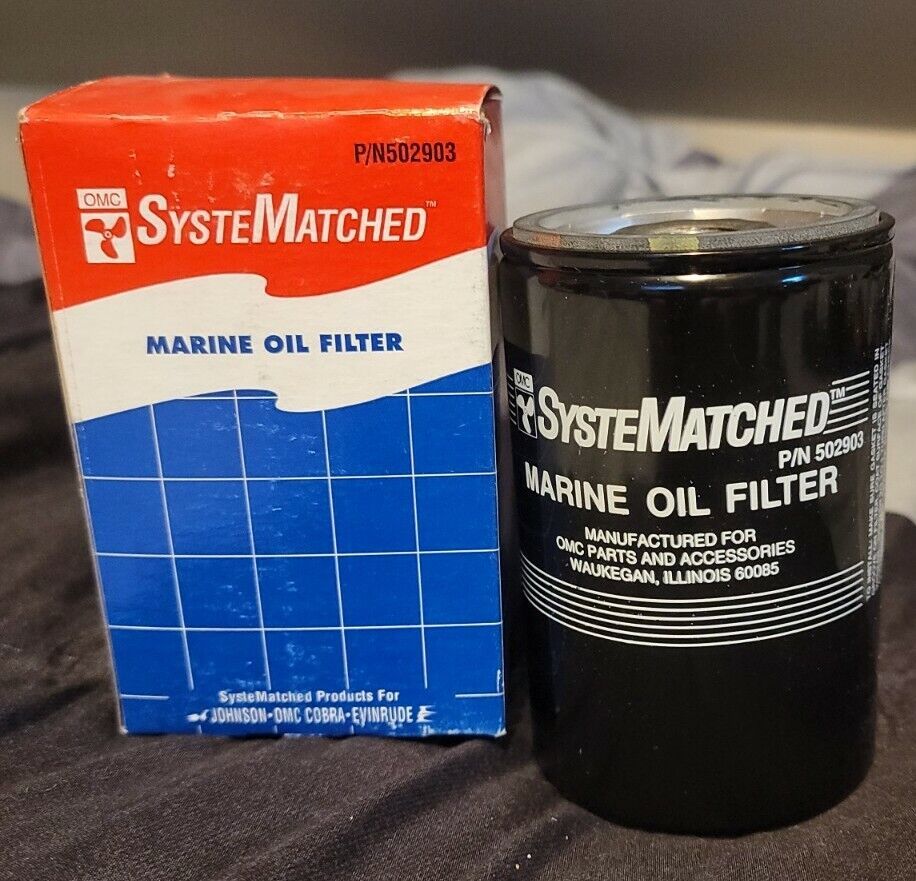 P/N502903
OMC
SYSTEMATCHED™
MARINE OIL FILTER
SysteMatched Products For
JOHNSON•OMC COBRA•EVINRUDE
OMC
SYSTEMATCHED™
P/N 502903
MARINE OIL FILTER
MANUFACTURED FOR
OMC PARTS AND ACCESSORIES
WAUKEGAN, ILLINOIS 60085